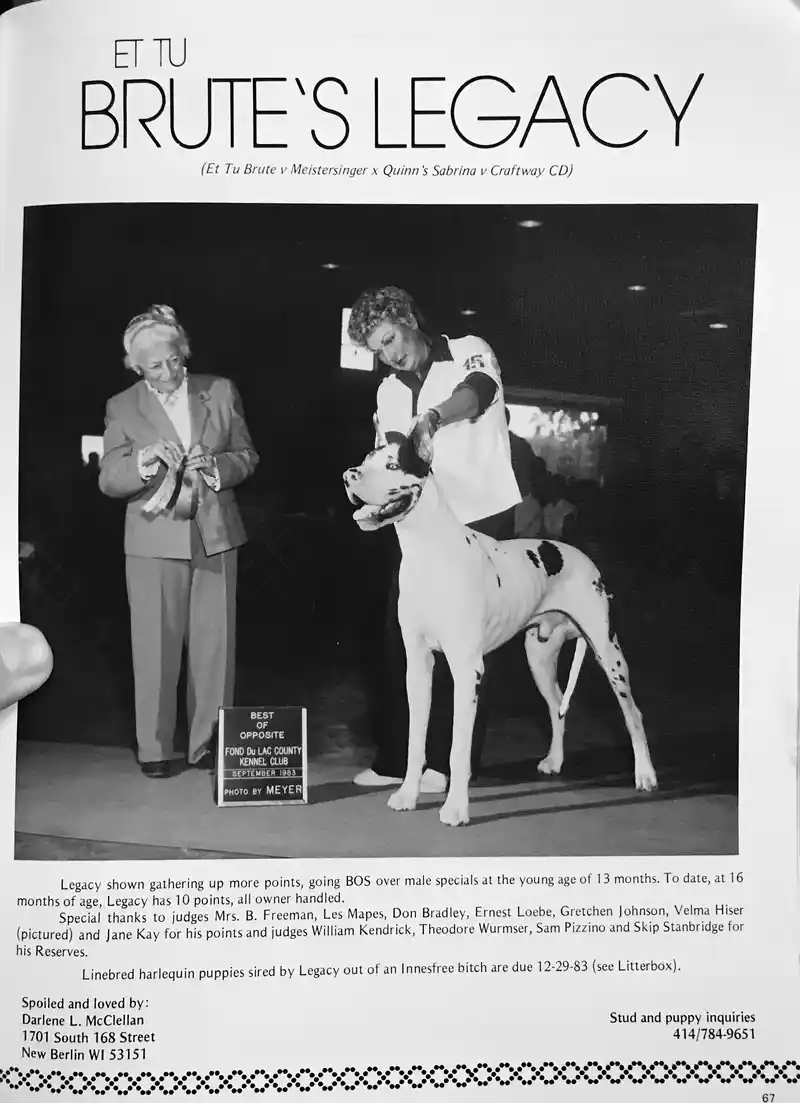 ET TU
BRUTE'S LEGACY
(Et Tu Brute v Meistersinger x Quinn's Sabrina v Craftway CD)
15
BEST
OF
OPPOSITE
FOND DU LAC COUNTY
KENNEL CLUB
SEPTEMBER 1983
PHOTO BY MEYER
Legacy shown gathering up more points, going BOS over male specials at the young age of 13 months. To date, at 16
months of age, Legacy has 10 points, all owner handled.
Special thanks to judges Mrs. B. Freeman, Les Mapes, Don Bradley, Ernest Loebe, Gretchen Johnson, Velma Hiser
(pictured) and Jane Kay for his points and judges William Kendrick, Theodore Wurmser, Sam Pizzino and Skip Stanbridge for
his Reserves.
Linebred harlequin puppies sired by Legacy out of an Innesfree bitch are due 12-29-83 (see Litterbox).
Spoiled and loved by:
Darlene L. McClellan
1701 South 168 Street
New Berlin WI 53151
Stud and puppy inquiries
414/784-9651
67